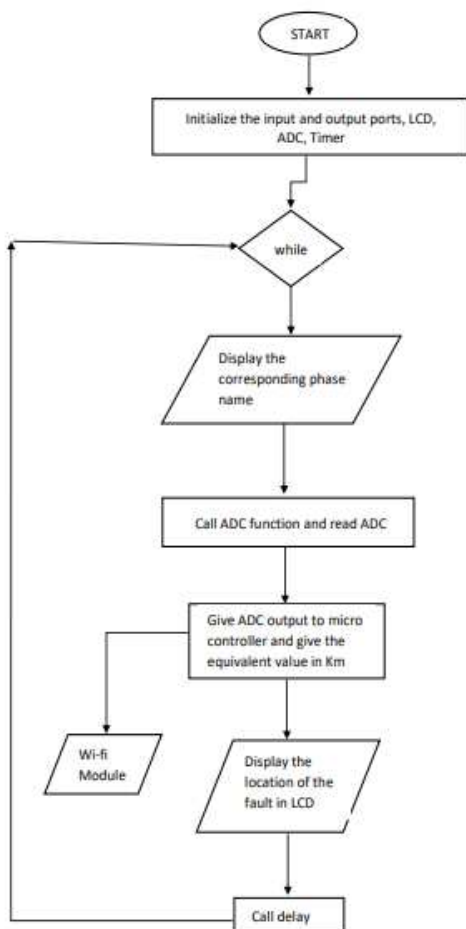 START
Initialize the input and output ports, LCD,
ADC, Timer
while
Display the
corresponding phase
name
Call ADC function and read ADC
Give ADC output to micro
controller and give the
equivalent value in Km
Wi-fi
Module
Display the
location of the
fault in LCD
Call delay